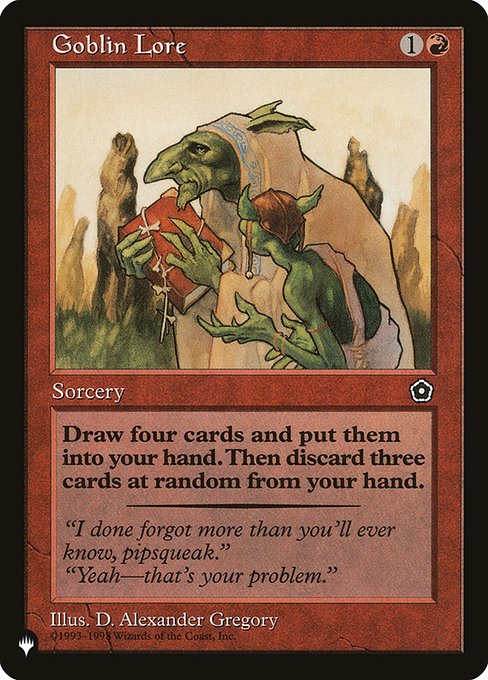 Goblin Lore 1
Sorcery
Draw four cards and put them
into your hand. Then discard three
cards at random from your hand.
“I done forgot more than you’ll ever
know, pipsqueak.”
“Yeah—that’s your problem.”
Illus. D. Alexander Gregory
©1993–1998 Wizards of the Coast, Inc.